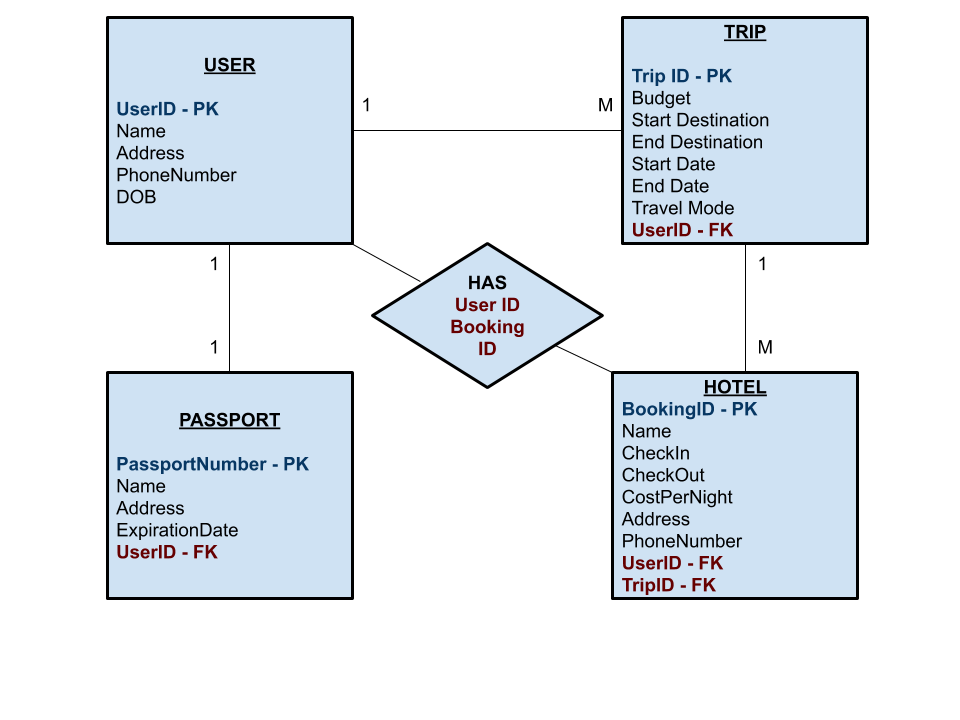 USER
UserID - PK
Name
Address
PhoneNumber
DOB
1
M
TRIP
Trip ID - PK
Budget
Start Destination
End Destination
Start Date
End Date
Travel Mode
UserID - FK
1
1
HAS
User ID
Booking
ID
1
M
PASSPORT
PassportNumber - PK
Name
Address
ExpirationDate
UserID - FK
HOTEL
BookingID - PK
Name
CheckIn
CheckOut
CostPerNight
Address
PhoneNumber
UserID - FK
TripID - FK